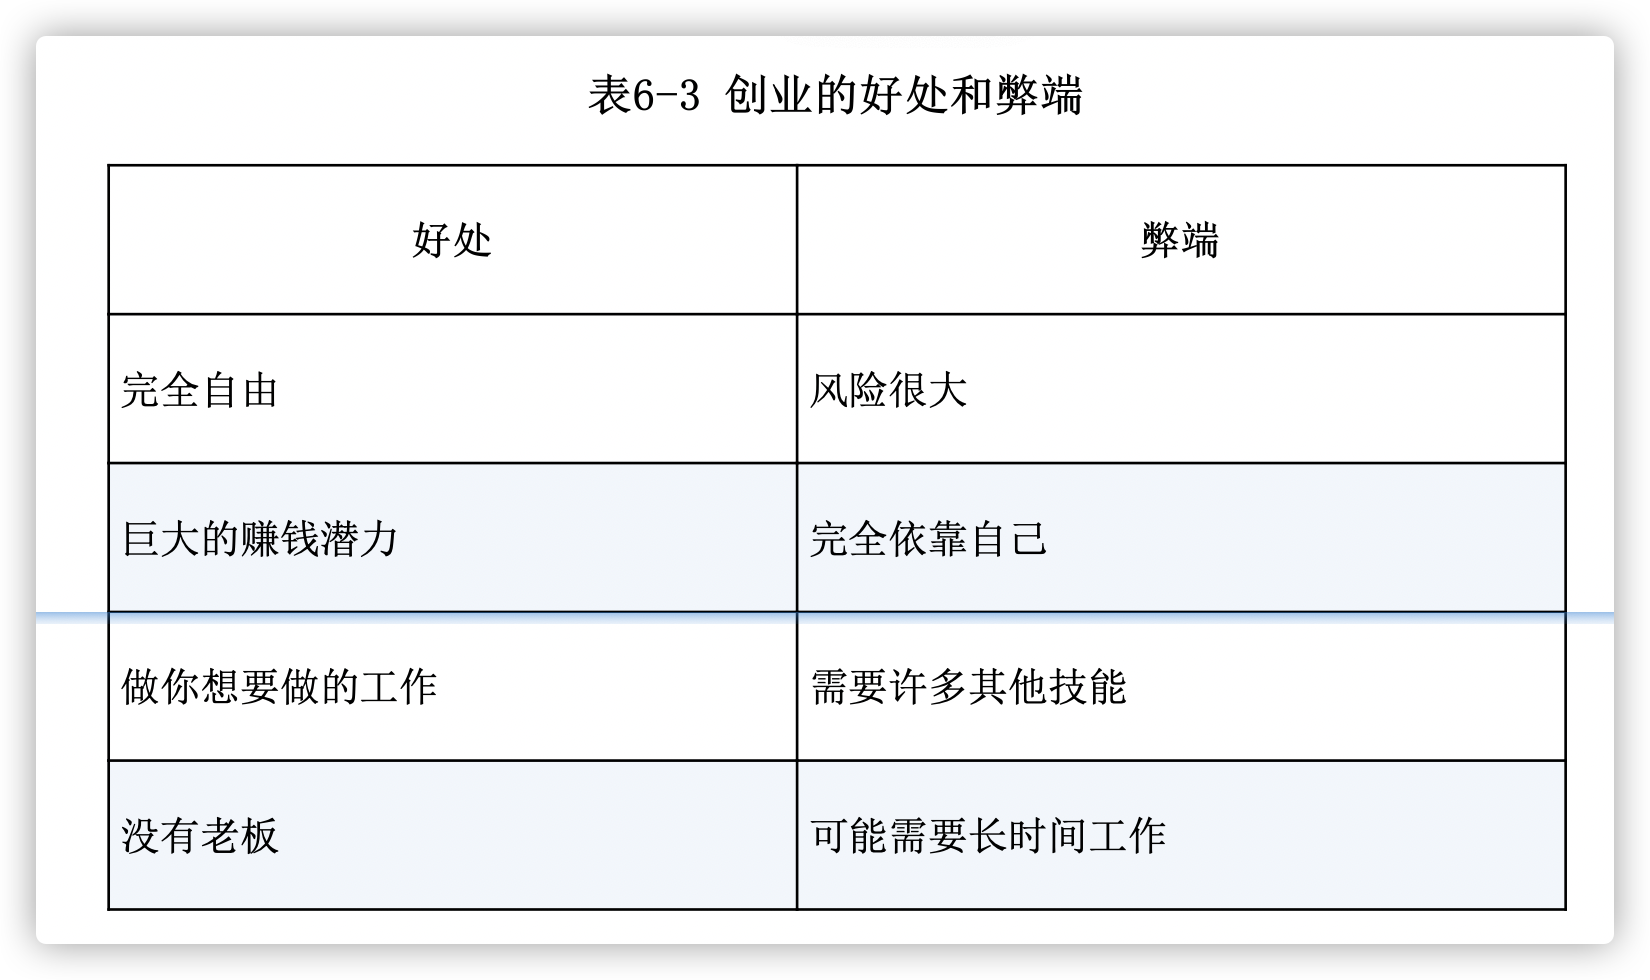 表6-3 创业的好处和弊端
好处 弊端
完全自由 风险很大
巨大的赚钱潜力 完全依靠自己
做你想要做的工作 需要许多其他技能
没有老板 可能需要长时间工作